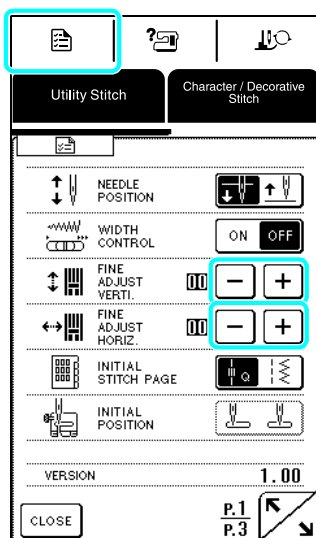 ?
Utility Stitch
Character / Decorative
Stitch
NEEDLE
POSITION
WIDTH
CONTROL
ON OFF
FINE
ADJUST
VERTI.
00 − +
FINE
ADJUST
HORIZ.
00 − +
INITIAL
STITCH PAGE
Q
INITIAL
POSITION
VERSION 1.00
CLOSE
P.1
P.3